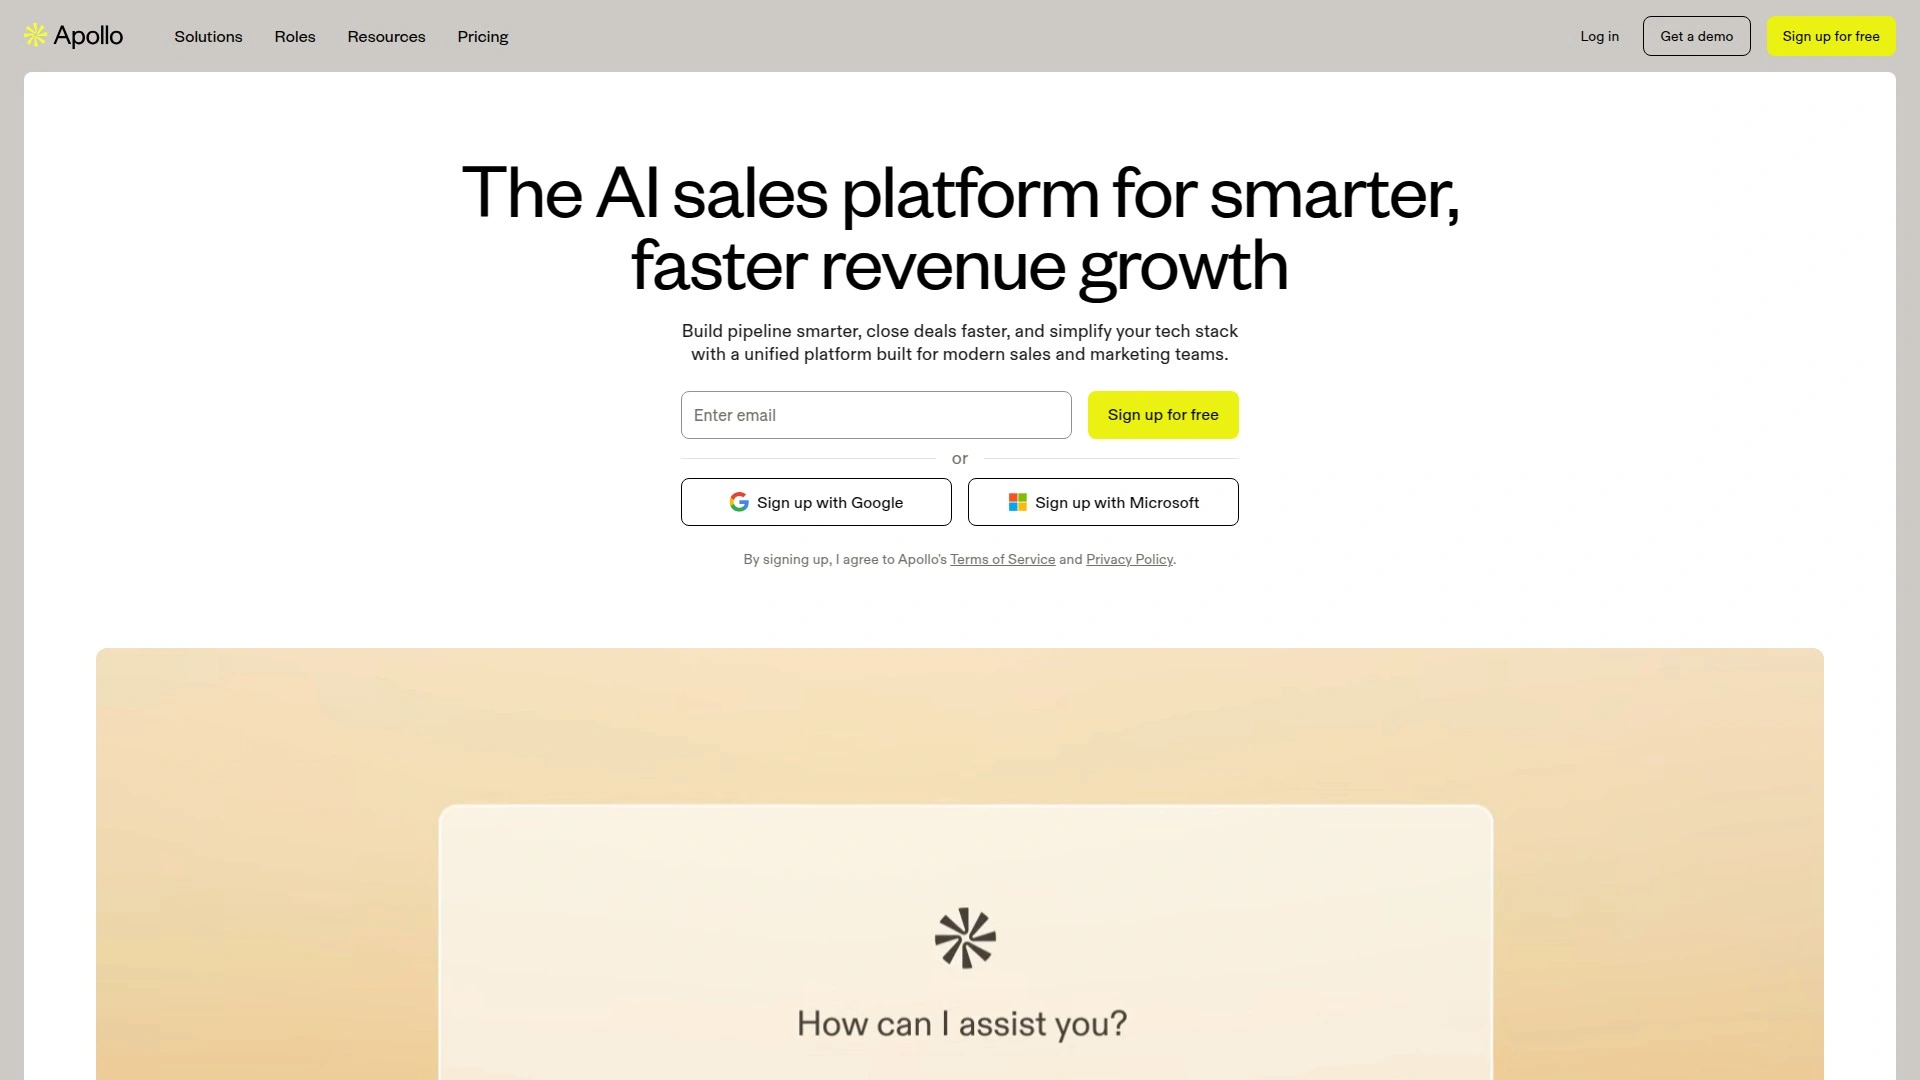 Apollo
Solutions
Roles
Resources
Pricing
Log in
Get a demo
Sign up for free
The AI sales platform for smarter,
faster revenue growth
Build pipeline smarter, close deals faster, and simplify your tech stack
with a unified platform built for modern sales and marketing teams.
Enter email
Sign up for free
or
Sign up with Google
Sign up with Microsoft
By signing up, I agree to Apollo's Terms of Service and Privacy Policy.
How can I assist you?